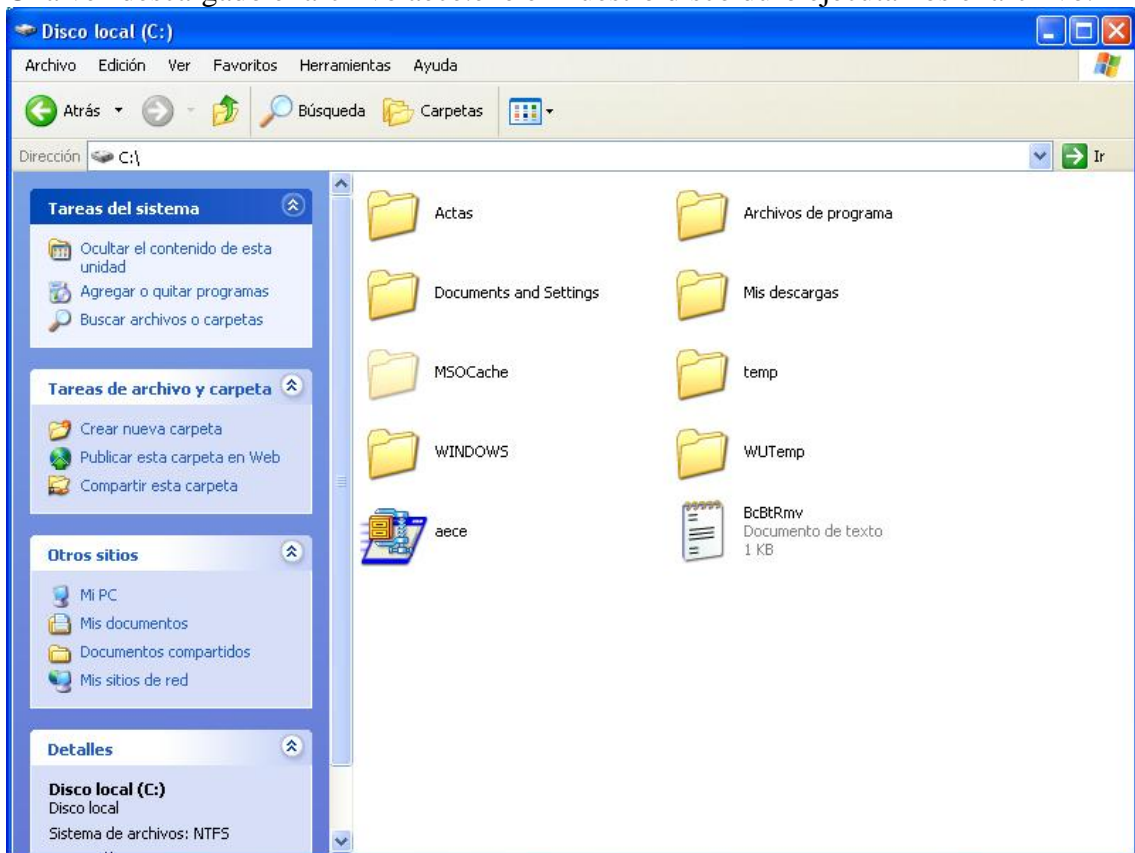 Disco local (C:)
Archivo Edición Ver Favoritos Herramientas Ayuda
Atrás Búsqueda Carpetas
Dirección C:\ Ir
Tareas del sistema
Ocultar el contenido de esta
unidad
Agregar o quitar programas
Buscar archivos o carpetas
Tareas de archivo y carpeta
Crear nueva carpeta
Publicar esta carpeta en Web
Compartir esta carpeta
Otros sitios
Mi PC
Mis documentos
Documentos compartidos
Mis sitios de red
Detalles
Disco local (C:)
Disco local
Sistema de archivos: NTFS
Actas
Archivos de programa
Documents and Settings
Mis descargas
MSOCache
temp
WINDOWS
WUTemp
aece
BcBtRmv
Documento de texto
1 KB